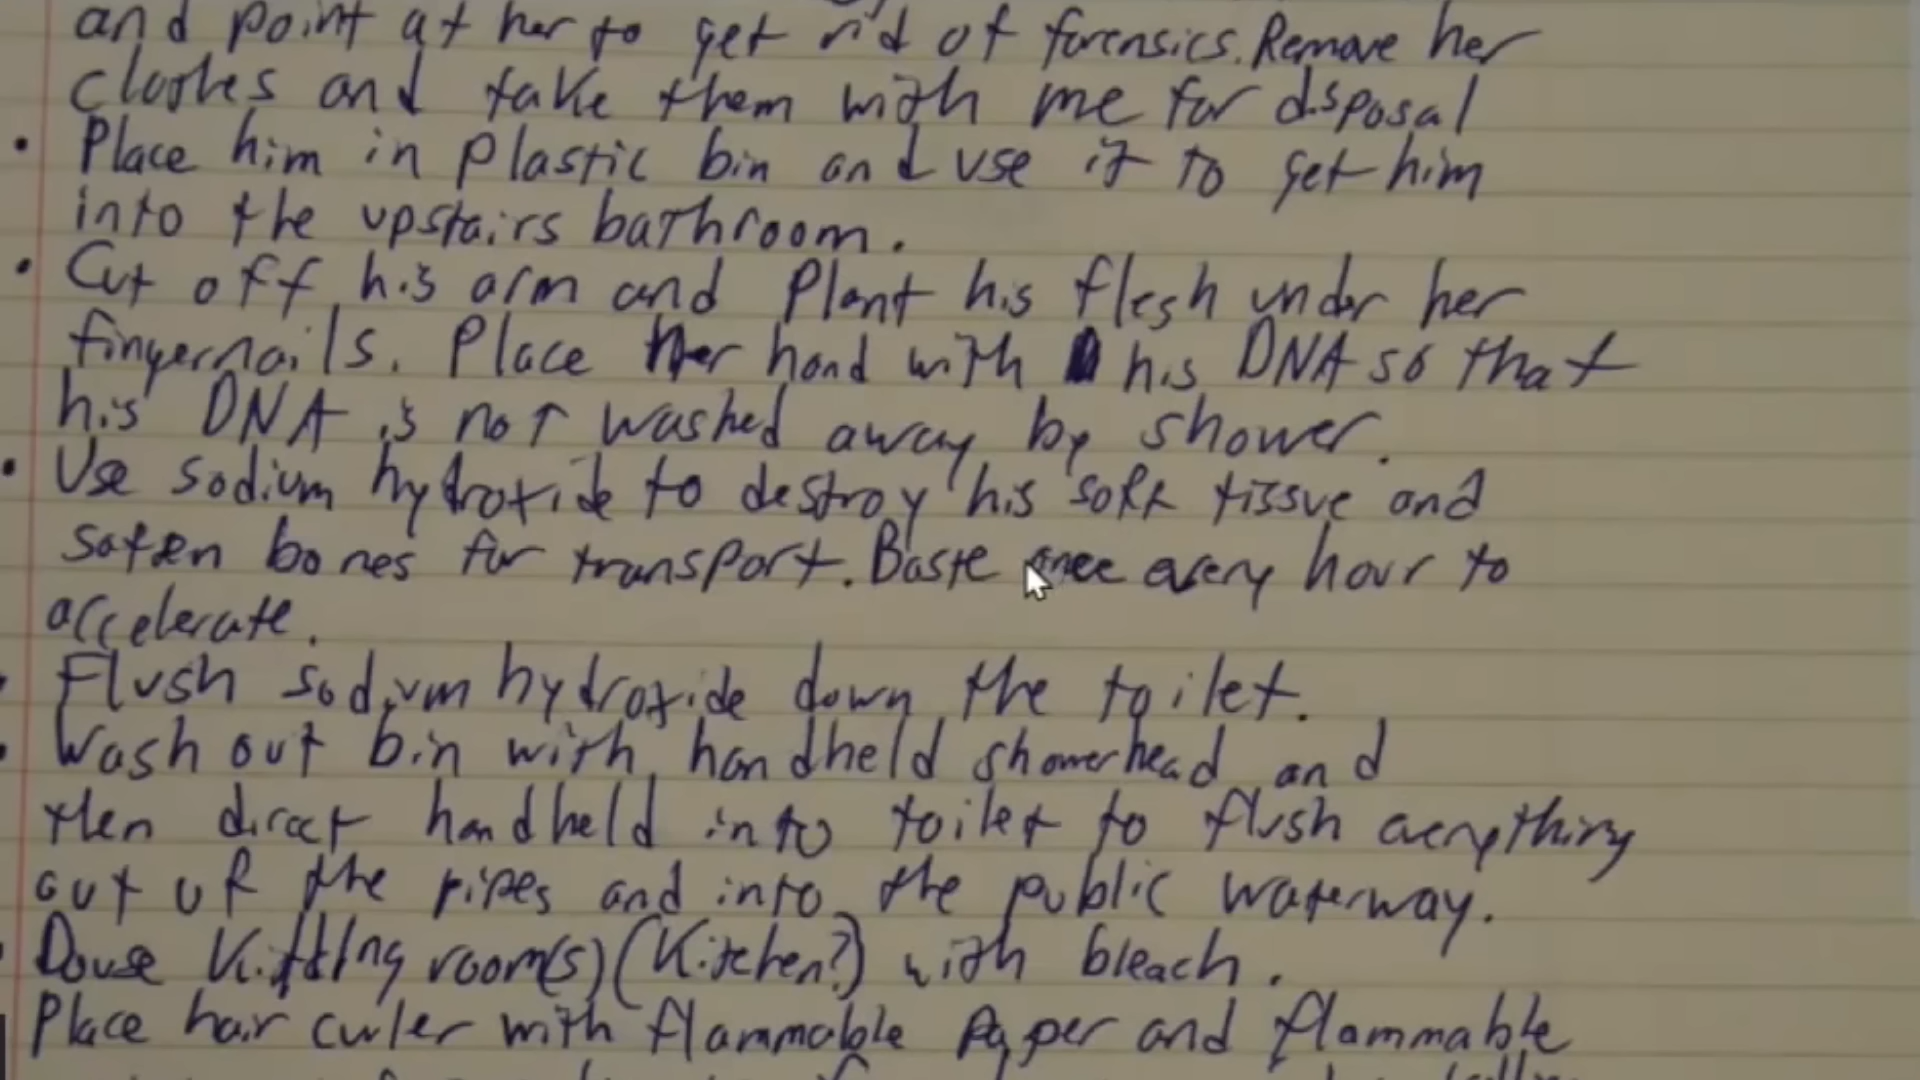 and point at her to get rid of forensics. Remove her
clothes and take them with me for disposal
• Place him in plastic bin and use it to get him
into the upstairs bathroom.
• Cut off his arm and plant his flesh under her
fingernails. Place her hand with his DNA so that
his DNA is not washed away by shower.
• Use sodium hydroxide to destroy his soft tissue and
soften bones for transport. Baste once every hour to
accelerate.
• Flush sodium hydroxide down the toilet.
• Wash out bin with handheld showerhead and
then direct handheld into toilet to flush everything
out of the pipes and into the public waterway.
• Douse killing room(s) (Kitchen?) with bleach.
Place hair curler with flammable paper and flammable